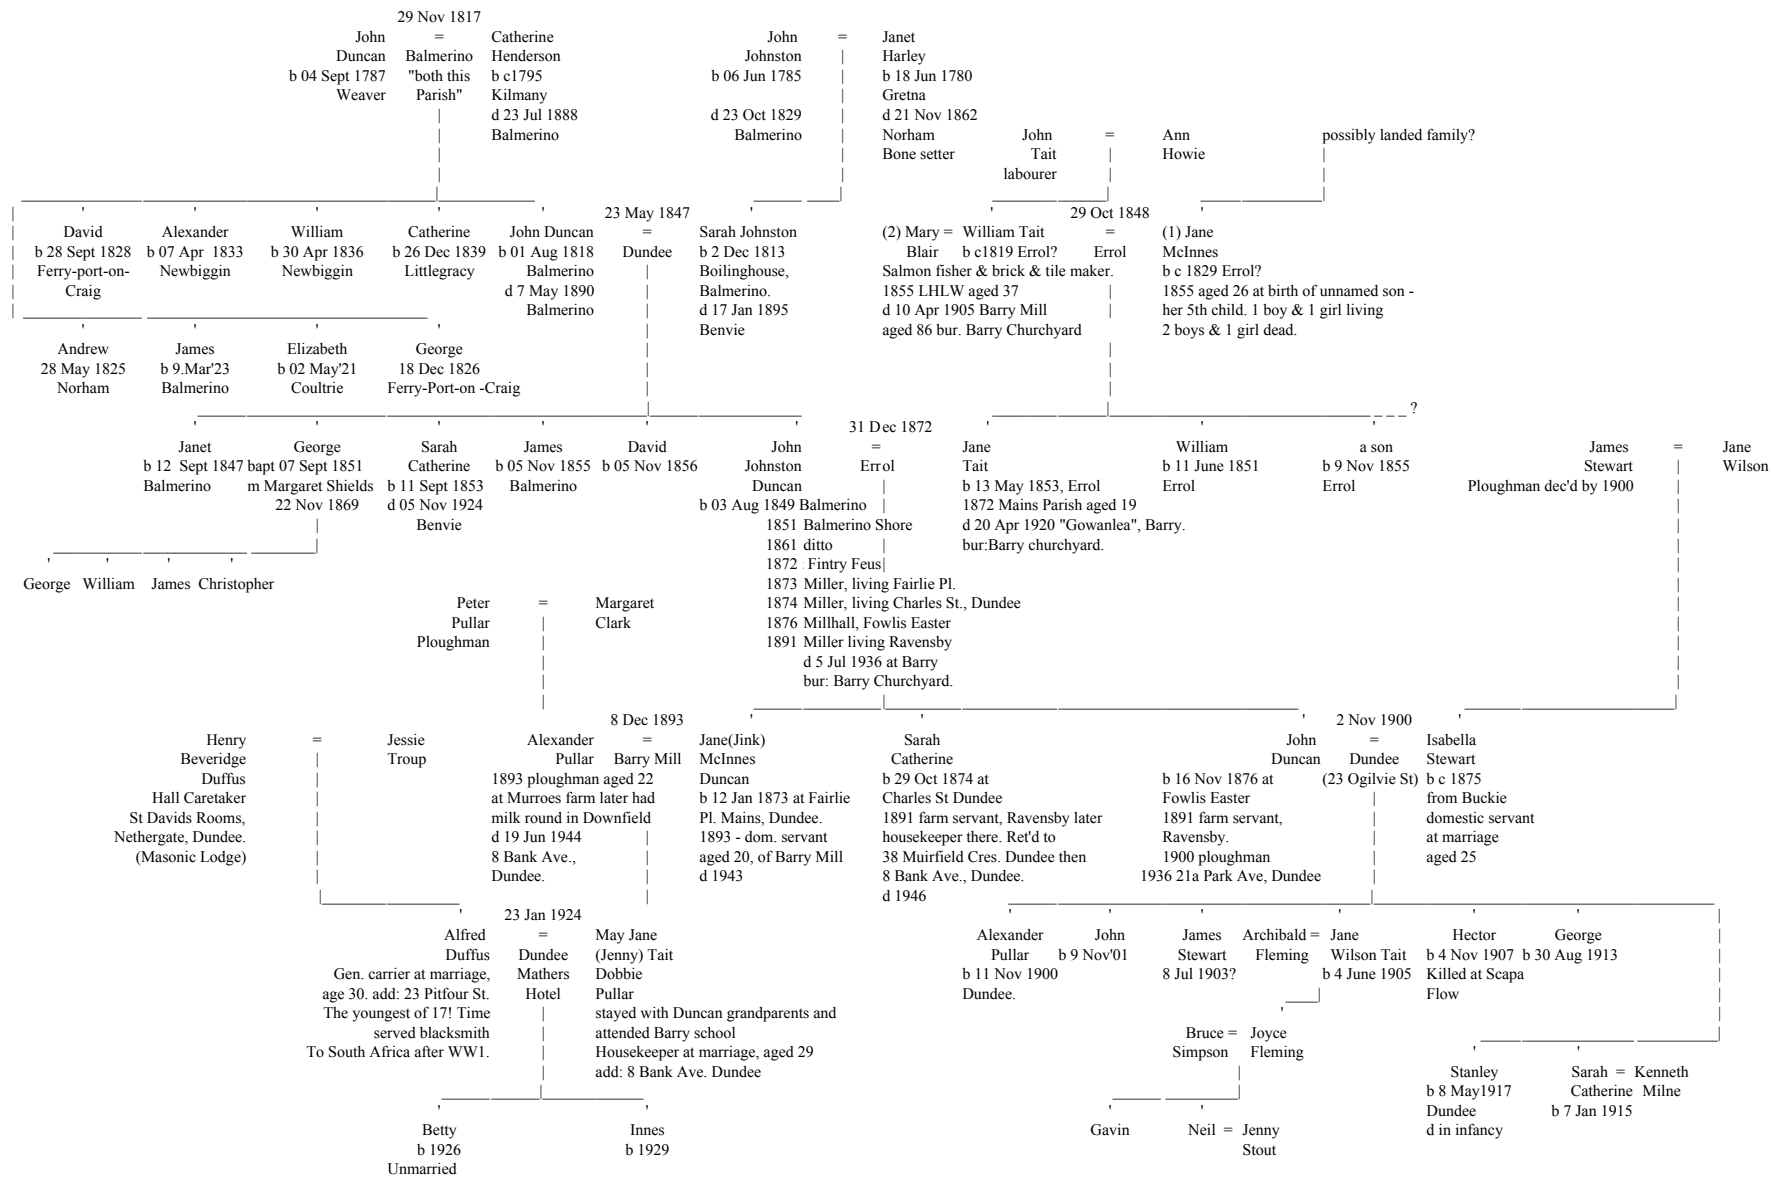 29 Nov 1817
John = Catherine John = Janet
Duncan Balmerino Henderson Johnston Harley
b 04 Sept 1787 "both this b c1795 b 06 Jun 1785 b 18 Jun 1780
Weaver Parish" Kilmany Gretna
d 23 Jul 1888 d 23 Oct 1829 d 21 Nov 1862
Balmerino Balmerino Norham John = Ann possibly landed family?
Bone setter Tait Howie
labourer
23 May 1847 29 Oct 1848
David Alexander William Catherine John Duncan = Sarah Johnston (2) Mary = William Tait = (1) Jane
b 28 Sept 1828 b 07 Apr 1833 b 30 Apr 1836 b 26 Dec 1839 b 01 Aug 1818 Dundee b 2 Dec 1813 Blair b c1819 Errol? Errol McInnes
Ferry-port-on- Newbiggin Newbiggin Littlegracy Balmerino Boilinghouse, Salmon fisher & brick & tile maker. b c 1829 Errol?
Craig d 7 May 1890 Balmerino. 1855 LHLW aged 37 1855 aged 26 at birth of unnamed son -
Balmerino d 17 Jan 1895 d 10 Apr 1905 Barry Mill her 5th child. 1 boy & 1 girl living
Benvie aged 86 bur. Barry Churchyard 2 boys & 1 girl dead.
Andrew James Elizabeth George
28 May 1825 b 9.Mar'23 b 02 May'21 18 Dec 1826
Norham Balmerino Coultrie Ferry-Port-on -Craig
?
31 Dec 1872
Janet George Sarah James David John = Jane William a son James = Jane
b 12 Sept 1847 bapt 07 Sept 1851 Catherine b 05 Nov 1855 b 05 Nov 1856 Johnston Errol Tait b 11 June 1851 b 9 Nov 1855 Stewart Wilson
Balmerino m Margaret Shields b 11 Sept 1853 Balmerino Duncan b 13 May 1853, Errol Errol Errol Ploughman dec'd by 1900
22 Nov 1869 d 05 Nov 1924 b 03 Aug 1849 Balmerino 1872 Mains Parish aged 19
Benvie 1851 Balmerino Shore d 20 Apr 1920 "Gowanlea", Barry.
1861 ditto bur:Barry churchyard.
1872 Fintry Feus
George William James Christopher 1873 Miller, living Fairlie Pl.
Peter = Margaret 1874 Miller, living Charles St., Dundee
Pullar Clark 1876 Millhall, Fowlis Easter
Ploughman 1891 Miller living Ravensby
d 5 Jul 1936 at Barry
bur: Barry Churchyard.
8 Dec 1893 2 Nov 1900
Henry = Jessie Alexander = Jane(Jink) Sarah John = Isabella
Beveridge Troup Pullar Barry Mill McInnes Catherine Duncan Dundee Stewart
Duffus 1893 ploughman aged 22 Duncan b 29 Oct 1874 at b 16 Nov 1876 at (23 Ogilvie St) b c 1875
Hall Caretaker at Murroes farm later had b 12 Jan 1873 at Fairlie Charles St Dundee Fowlis Easter from Buckie
St Davids Rooms, milk round in Downfield Pl. Mains, Dundee. 1891 farm servant, Ravensby later 1891 farm servant, domestic servant
Nethergate, Dundee. d 19 Jun 1944 1893 - dom. servant housekeeper there. Ret'd to Ravensby. at marriage
(Masonic Lodge) 8 Bank Ave., aged 20, of Barry Mill 38 Muirfield Cres. Dundee then 1900 ploughman aged 25
Dundee. d 1943 8 Bank Ave., Dundee. 1936 21a Park Ave, Dundee
d 1946
23 Jan 1924
Alfred = May Jane Alexander John James Archibald = Jane Hector George
Duffus Dundee (Jenny) Tait Pullar b 9 Nov'01 Stewart Fleming Wilson Tait b 4 Nov 1907 b 30 Aug 1913
Gen. carrier at marriage, Mathers Dobbie b 11 Nov 1900 8 Jul 1903? b 4 June 1905 Killed at Scapa
age 30. add: 23 Pitfour St. Hotel Pullar Dundee. Flow
The youngest of 17! Time stayed with Duncan grandparents and
served blacksmith attended Barry school Bruce = Joyce
To South Africa after WW1. Housekeeper at marriage, aged 29 Simpson Fleming
add: 8 Bank Ave. Dundee Stanley Sarah = Kenneth
b 8 May1917 Catherine Milne
Dundee b 7 Jan 1915
Betty Innes Gavin Neil = Jenny d in infancy
b 1926 b 1929 Stout
Unmarried